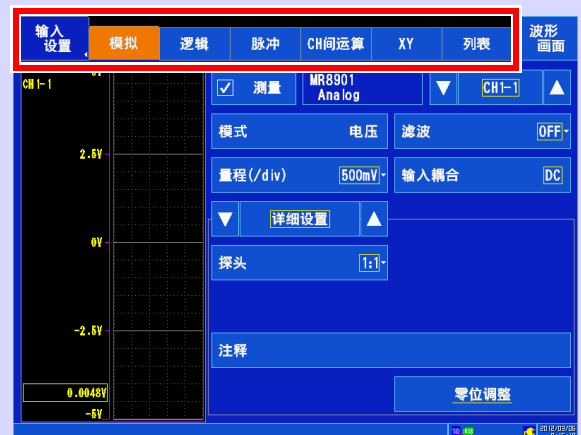 输入
设置
模拟
逻辑
脉冲
CH间运算
XY
列表
波形
画面
CH1-1
测量
MR8901
Analog
CH1-1
模式 电压
滤波 OFF
2.5V
量程(/div) 500mV
输入耦合 DC
详细设置
0V
探头 1:1
-2.5V
注释
0.0048V
零位调整
-5V
2012/03/06